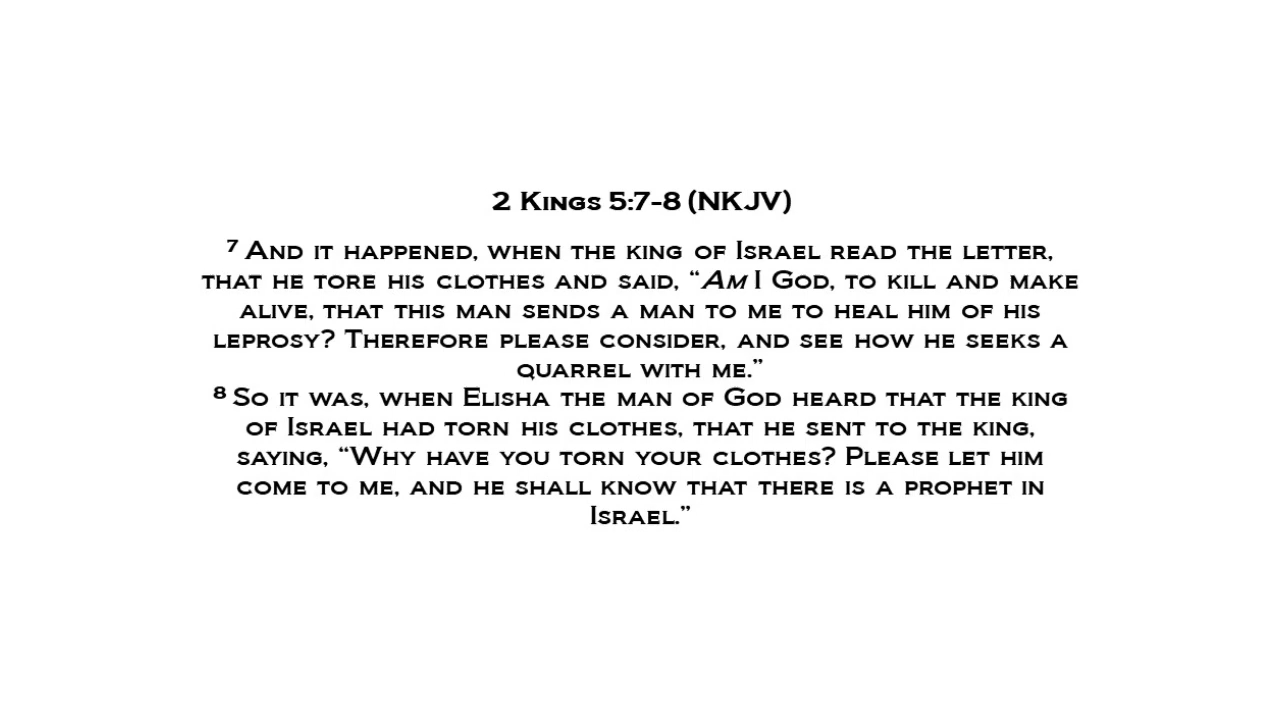 2 Kings 5:7-8 (NKJV)
⁷ And it happened, when the king of Israel read the letter,
that he tore his clothes and said, “Am I God, to kill and make
alive, that this man sends a man to me to heal him of his
leprosy? Therefore please consider, and see how he seeks a
quarrel with me.”
⁸ So it was, when Elisha the man of God heard that the king
of Israel had torn his clothes, that he sent to the king,
saying, “Why have you torn your clothes? Please let him
come to me, and he shall know that there is a prophet in
Israel.”